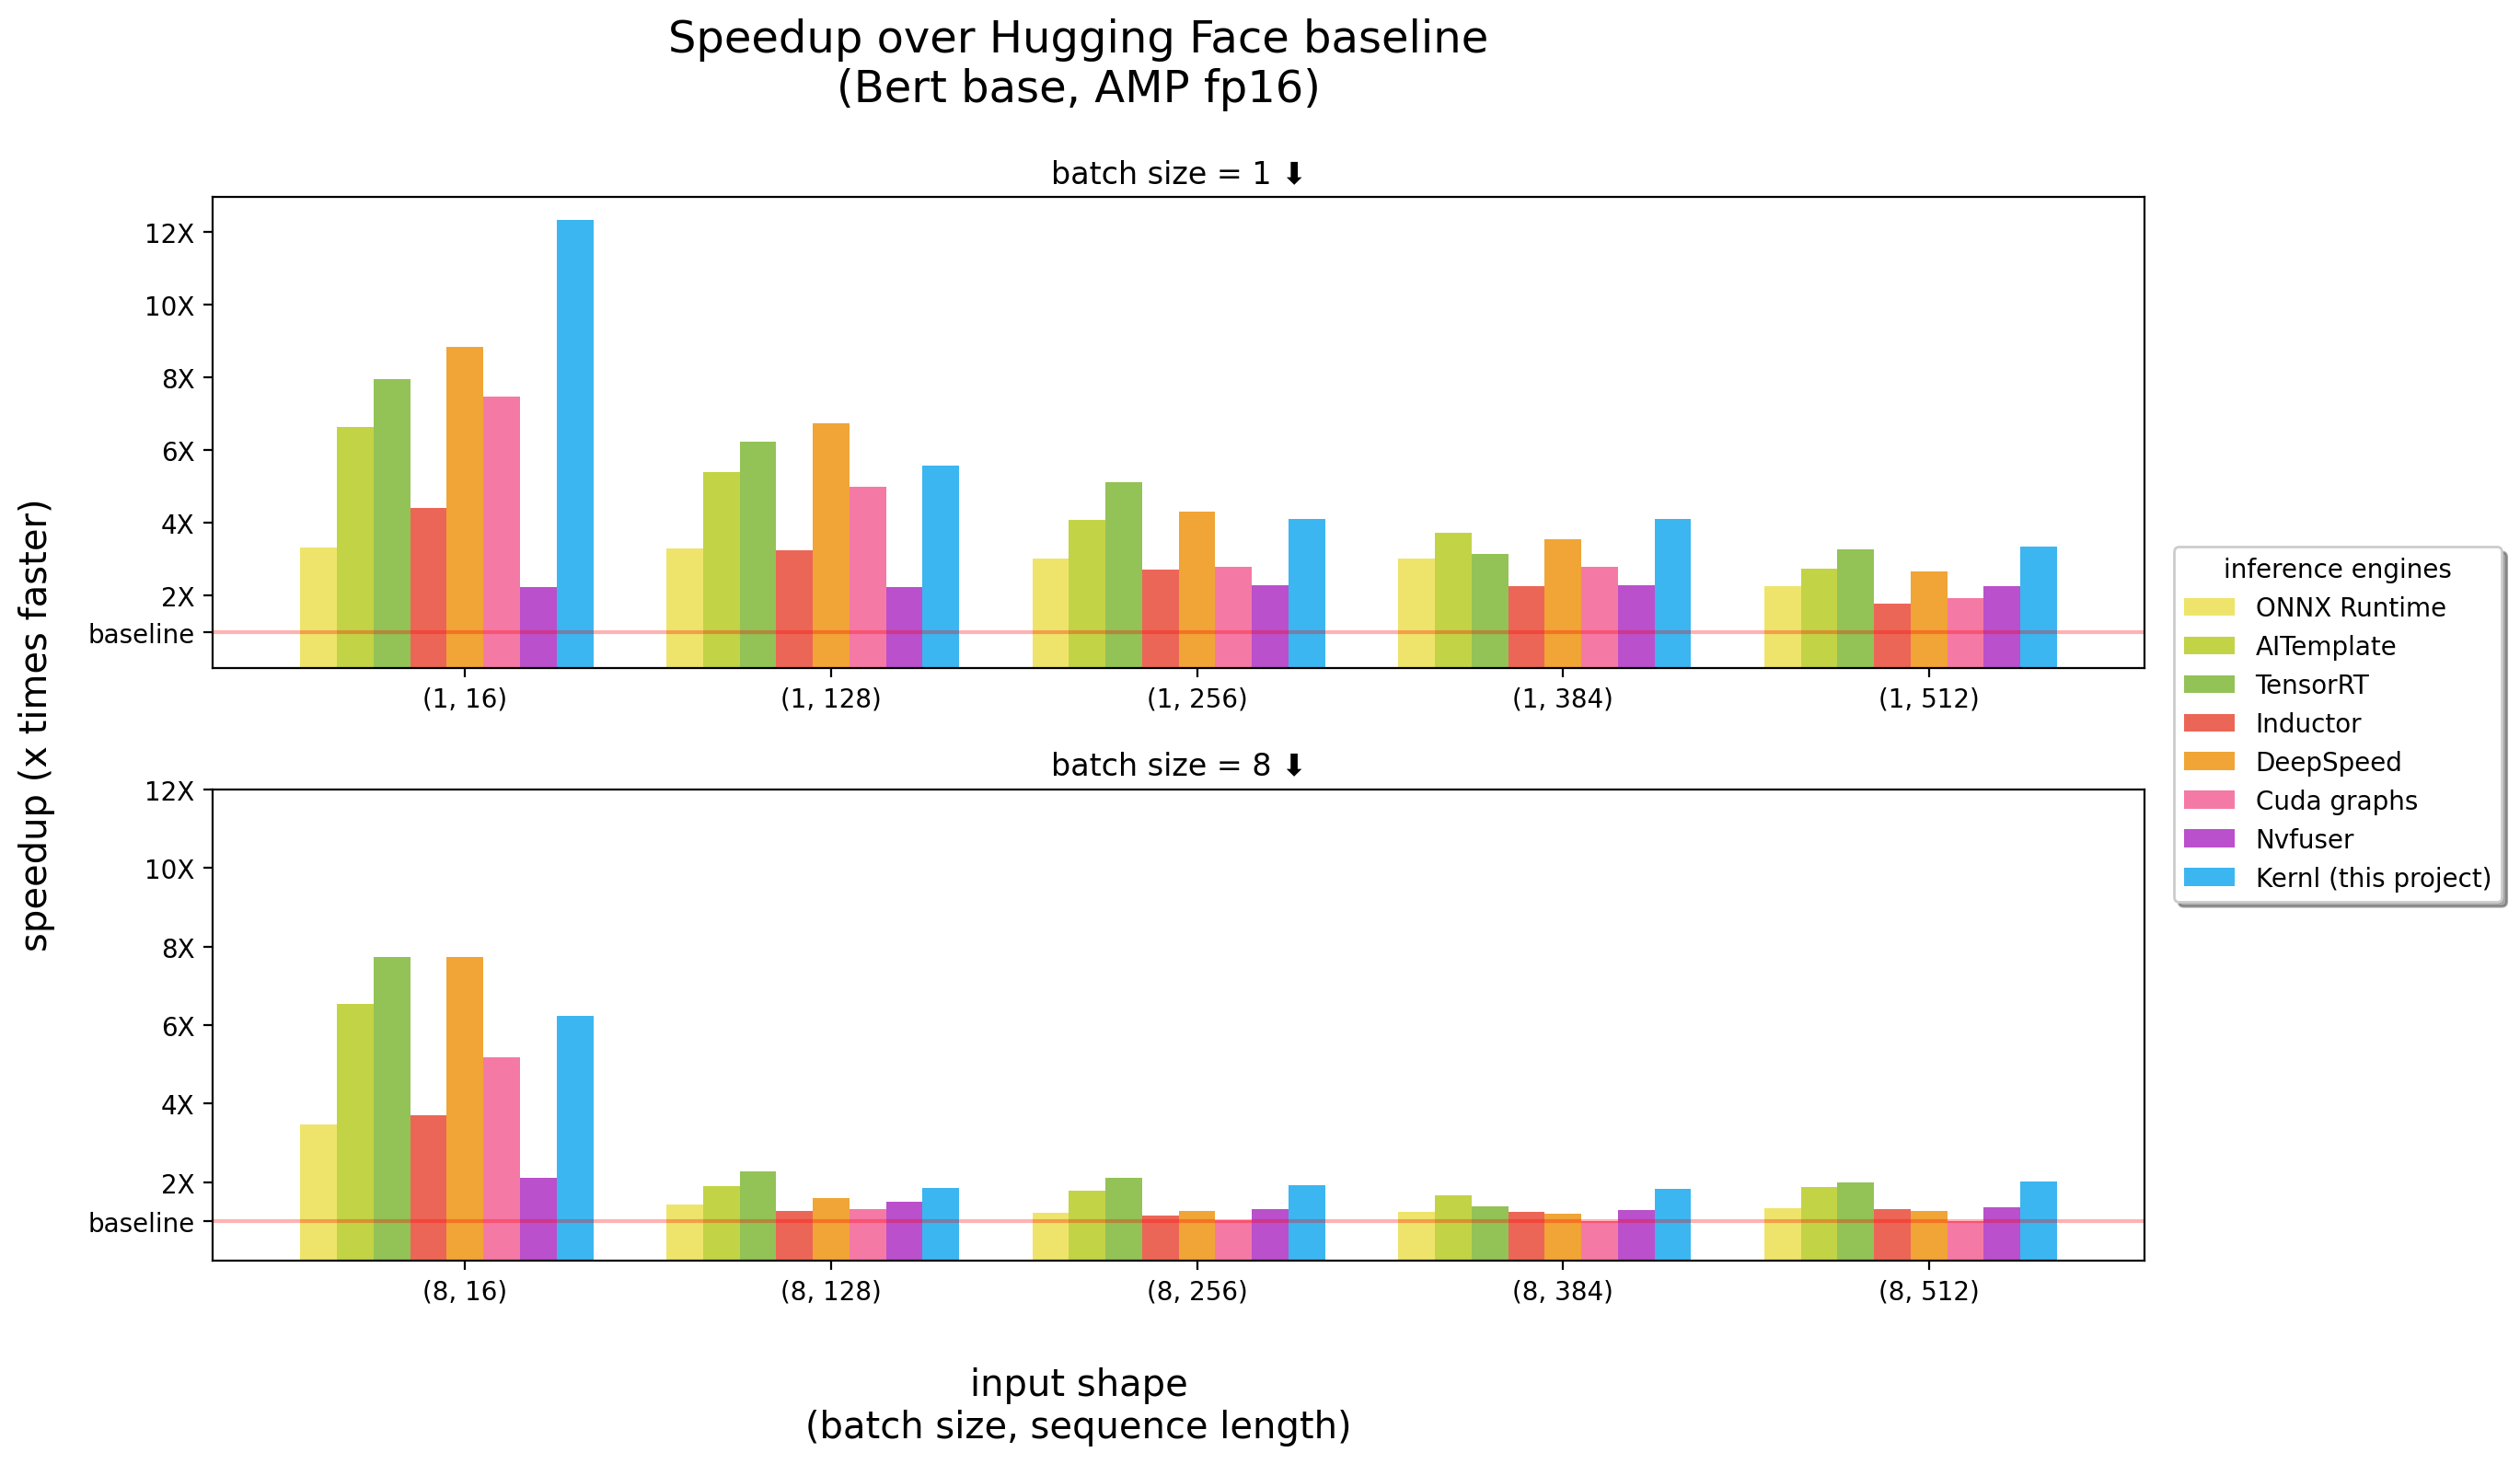 Speedup over Hugging Face baseline
(Bert base, AMP fp16)
batch size = 1 ⬇
12X
10X
8X
6X
4X
2X
baseline
(1, 16)
(1, 128)
(1, 256)
(1, 384)
(1, 512)
speedup (x times faster)
batch size = 8 ⬇
12X
10X
8X
6X
4X
2X
baseline
(8, 16)
(8, 128)
(8, 256)
(8, 384)
(8, 512)
input shape
(batch size, sequence length)
inference engines
ONNX Runtime
AITemplate
TensorRT
Inductor
DeepSpeed
Cuda graphs
Nvfuser
Kernl (this project)